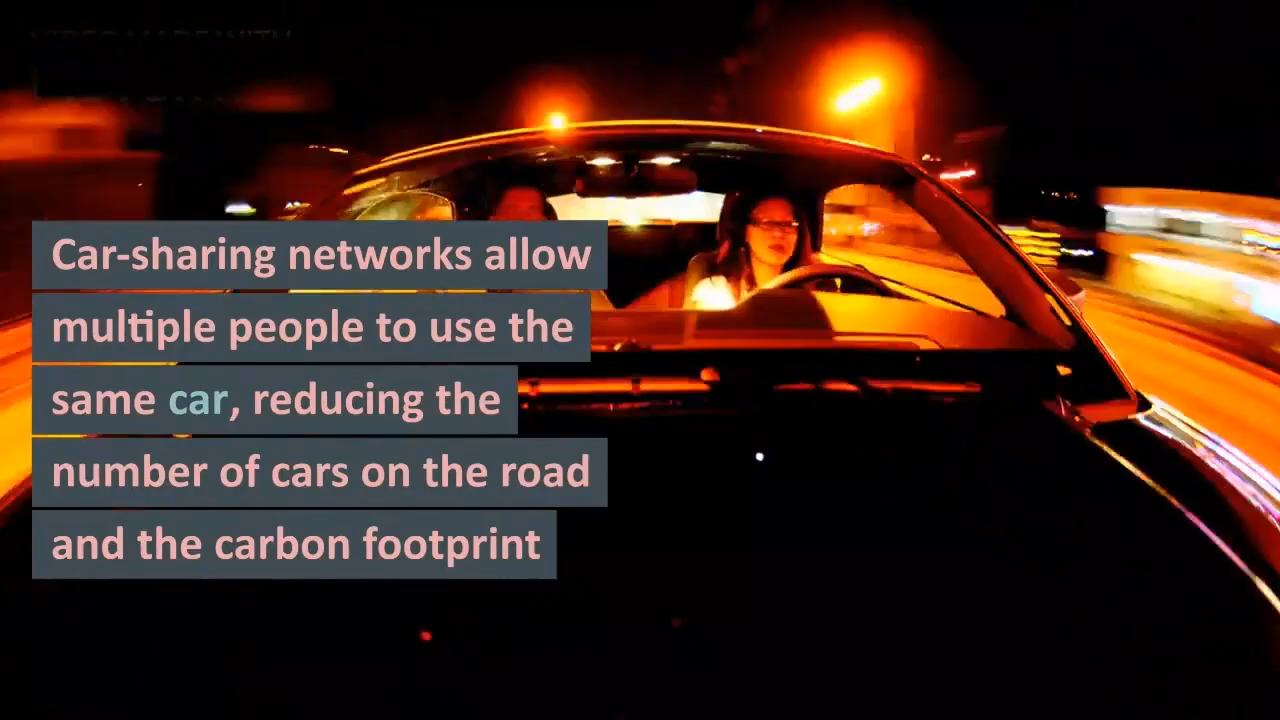 Car-sharing networks allow
multiple people to use the
same car, reducing the
number of cars on the road
and the carbon footprint